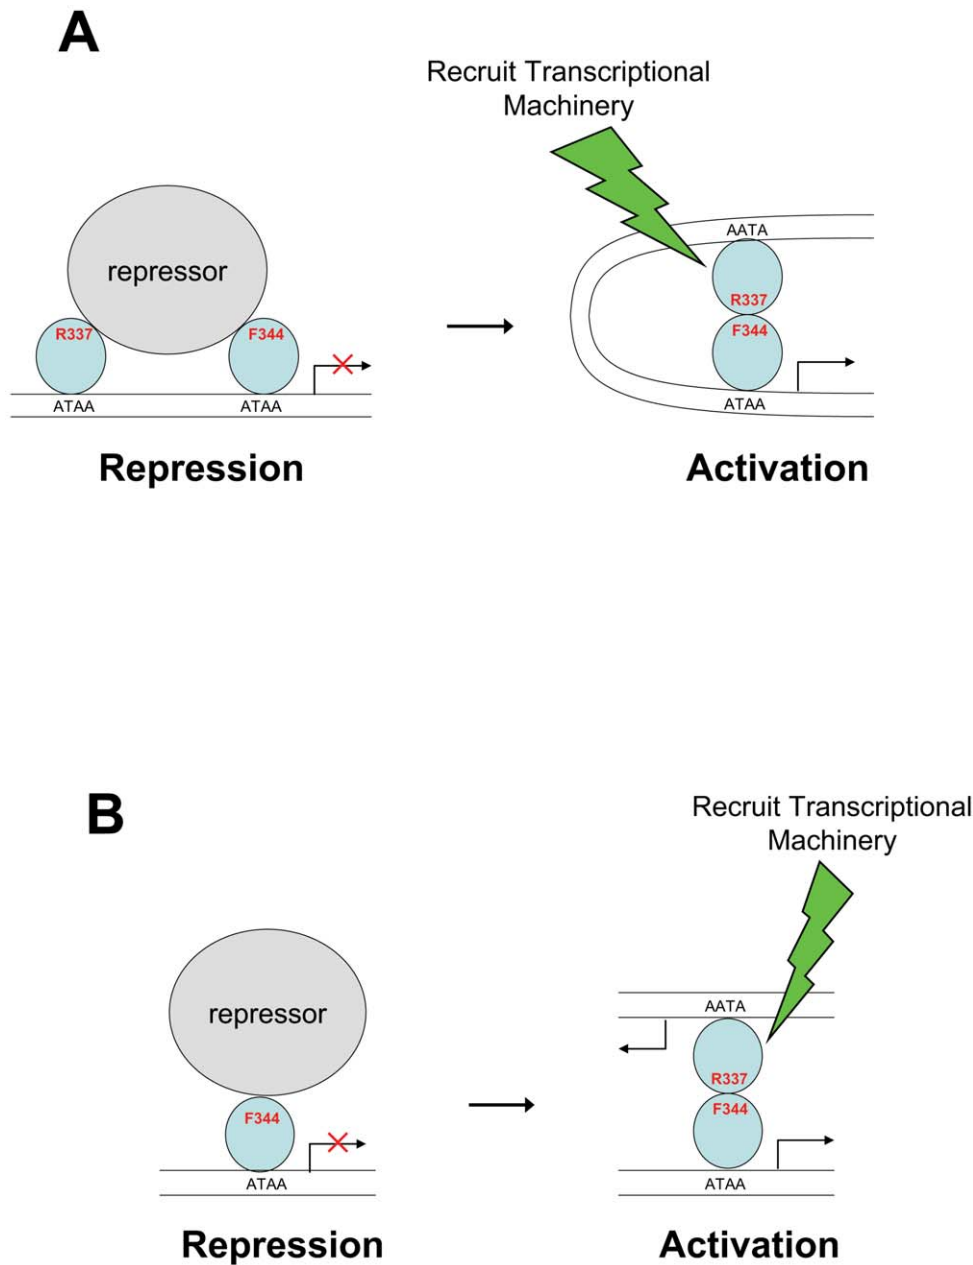 A
Recruit Transcriptional
Machinery
repressor
R337
F344
ATAA
ATAA
Repression
AATA
R337
F344
ATAA
Activation
B
Recruit Transcriptional
Machinery
repressor
F344
ATAA
Repression
AATA
R337
F344
ATAA
Activation